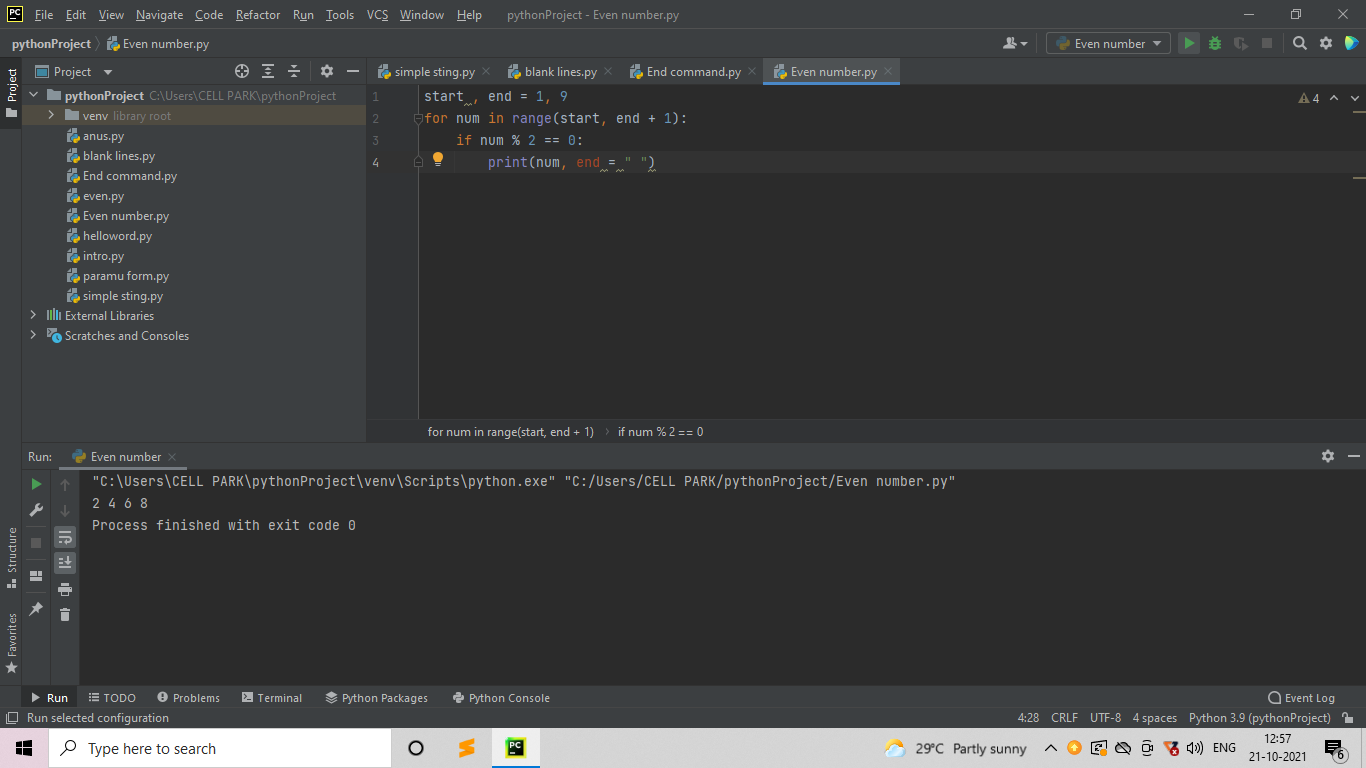 File Edit View Navigate Code Refactor Run Tools VCS Window Help pythonProject - Even number.py
pythonProject Even number.py Even number
Project
Project
simple sting.py blank lines.py End command.py Even number.py
pythonProject C:\Users\CELL PARK\pythonProject
venv library root
anus.py
blank lines.py
End command.py
even.py
Even number.py
helloword.py
intro.py
paramu form.py
simple sting.py
External Libraries
Scratches and Consoles
1 start , end = 1, 9
2 for num in range(start, end + 1):
3 if num % 2 == 0:
4 print(num, end = " ")
4
for num in range(start, end + 1) if num % 2 == 0
Run: Even number
"C:\Users\CELL PARK\pythonProject\venv\Scripts\python.exe" "C:/Users/CELL PARK/pythonProject/Even number.py"
2 4 6 8
Process finished with exit code 0
Structure
Favorites
Run TODO Problems Terminal Python Packages Python Console Event Log
Run selected configuration 4:28 CRLF UTF-8 4 spaces Python 3.9 (pythonProject)
Type here to search 29°C Partly sunny ENG 12:57
21-10-2021 6